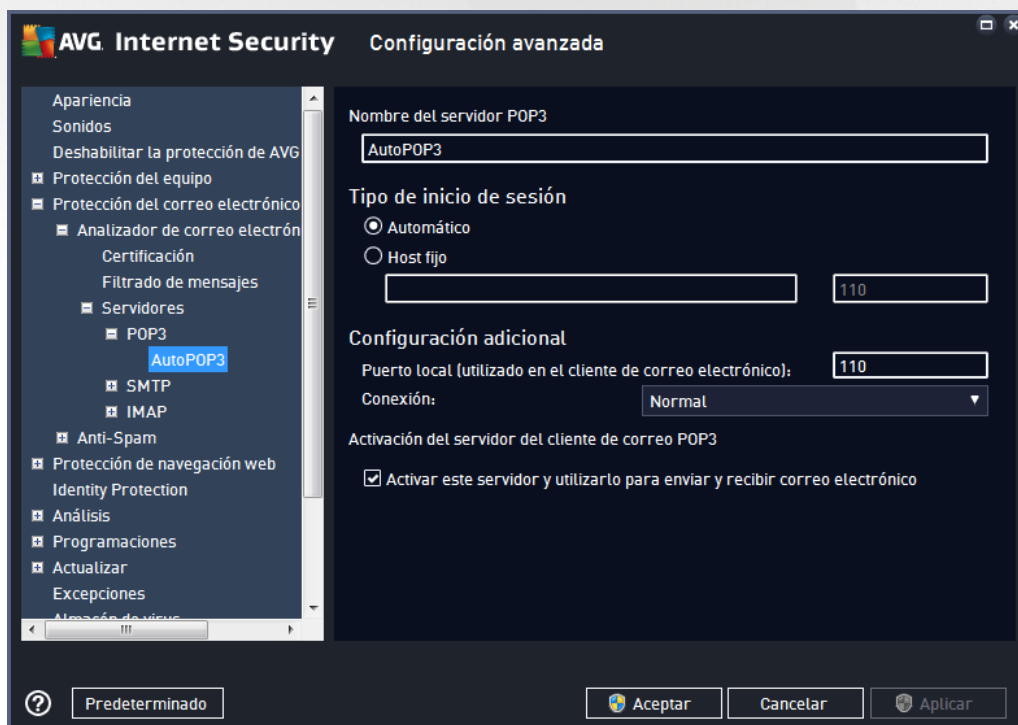 AVG. Internet Security Configuración avanzada
Apariencia
Sonidos
Deshabilitar la protección de AVG
Protección del equipo
Protección del correo electrónico
Analizador de correo electrón
Certificación
Filtrado de mensajes
Servidores
POP3
AutoPOP3
SMTP
IMAP
Anti-Spam
Protección de navegación web
Identity Protection
Análisis
Programaciones
Actualizar
Excepciones
Almacén de virus
Nombre del servidor POP3
AutoPOP3
Tipo de inicio de sesión
Automático
Host fijo
110
Configuración adicional
Puerto local (utilizado en el cliente de correo electrónico): 110
Conexión: Normal
Activación del servidor del cliente de correo POP3
Activar este servidor y utilizarlo para enviar y recibir correo electrónico
Predeterminado Aceptar Cancelar Aplicar